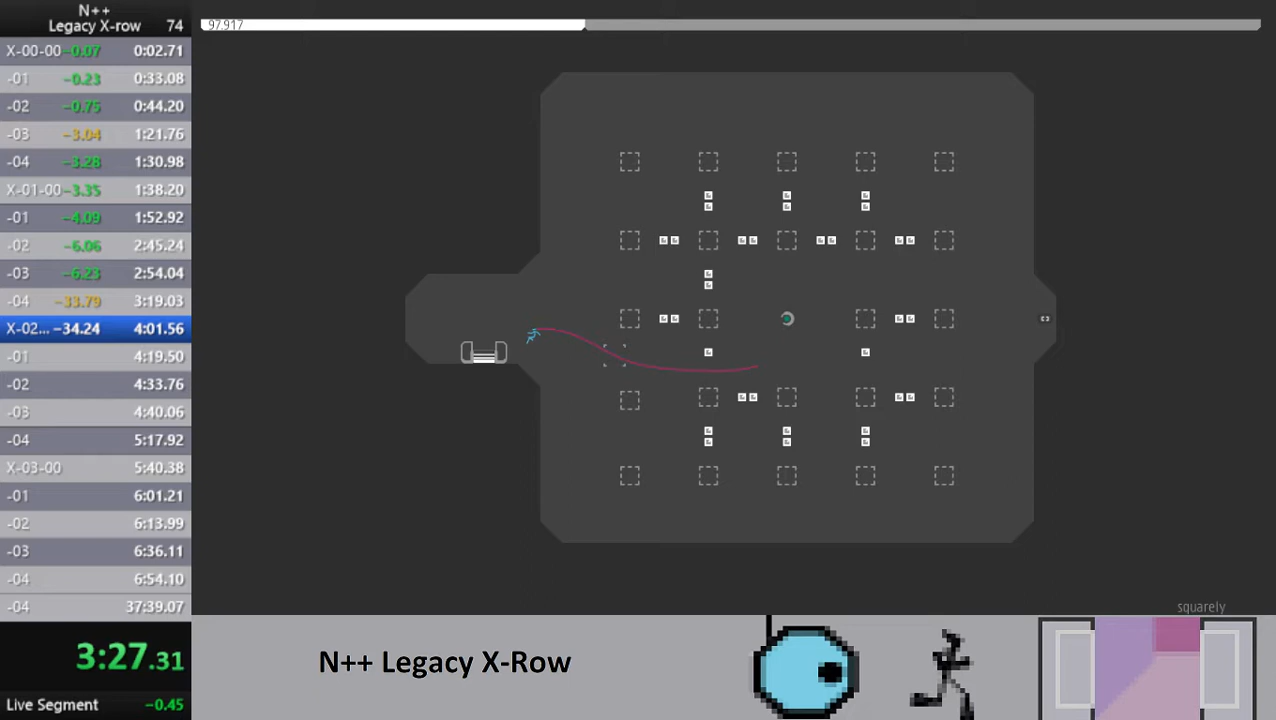 N++
Legacy X-row 74
97.917
X-00-00 -0.07 0:02.71
-01 -0.23 0:33.08
-02 -0.75 0:44.20
-03 -3.04 1:21.76
-04 -3.28 1:30.98
X-01-00 -3.35 1:38.20
-01 -4.09 1:52.92
-02 -6.06 2:45.24
-03 -6.23 2:54.04
-04 -33.79 3:19.03
X-02... -34.24 4:01.56
-01 4:19.50
-02 4:33.76
-03 4:40.06
-04 5:17.92
X-03-00 5:40.38
-01 6:01.21
-02 6:13.99
-03 6:36.11
-04 6:54.10
-04 37:39.07
squarely
3:27.31
N++ Legacy X-Row
Live Segment -0.45